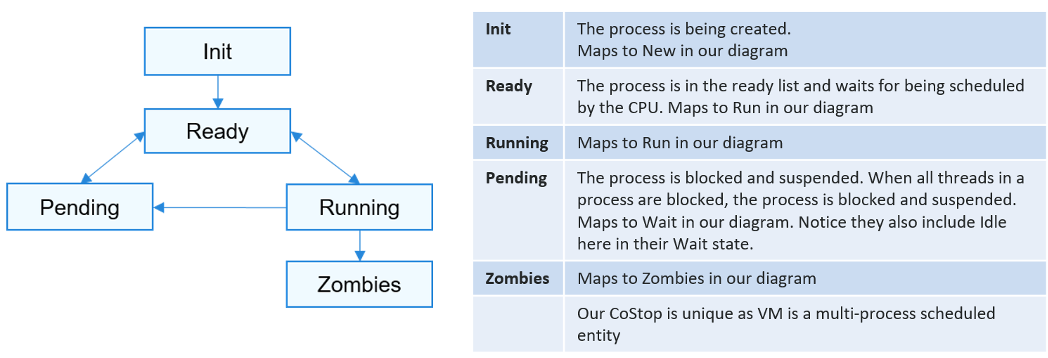 Init
Ready
Pending
Running
Zombies
Init
The process is being created.
Maps to New in our diagram
Ready
The process is in the ready list and waits for being scheduled
by the CPU. Maps to Run in our diagram
Running
Maps to Run in our diagram
Pending
The process is blocked and suspended. When all threads in a
process are blocked, the process is blocked and suspended.
Maps to Wait in our diagram. Notice they also include Idle
here in their Wait state.
Zombies
Maps to Zombies in our diagram
Our CoStop is unique as VM is a multi-process scheduled
entity